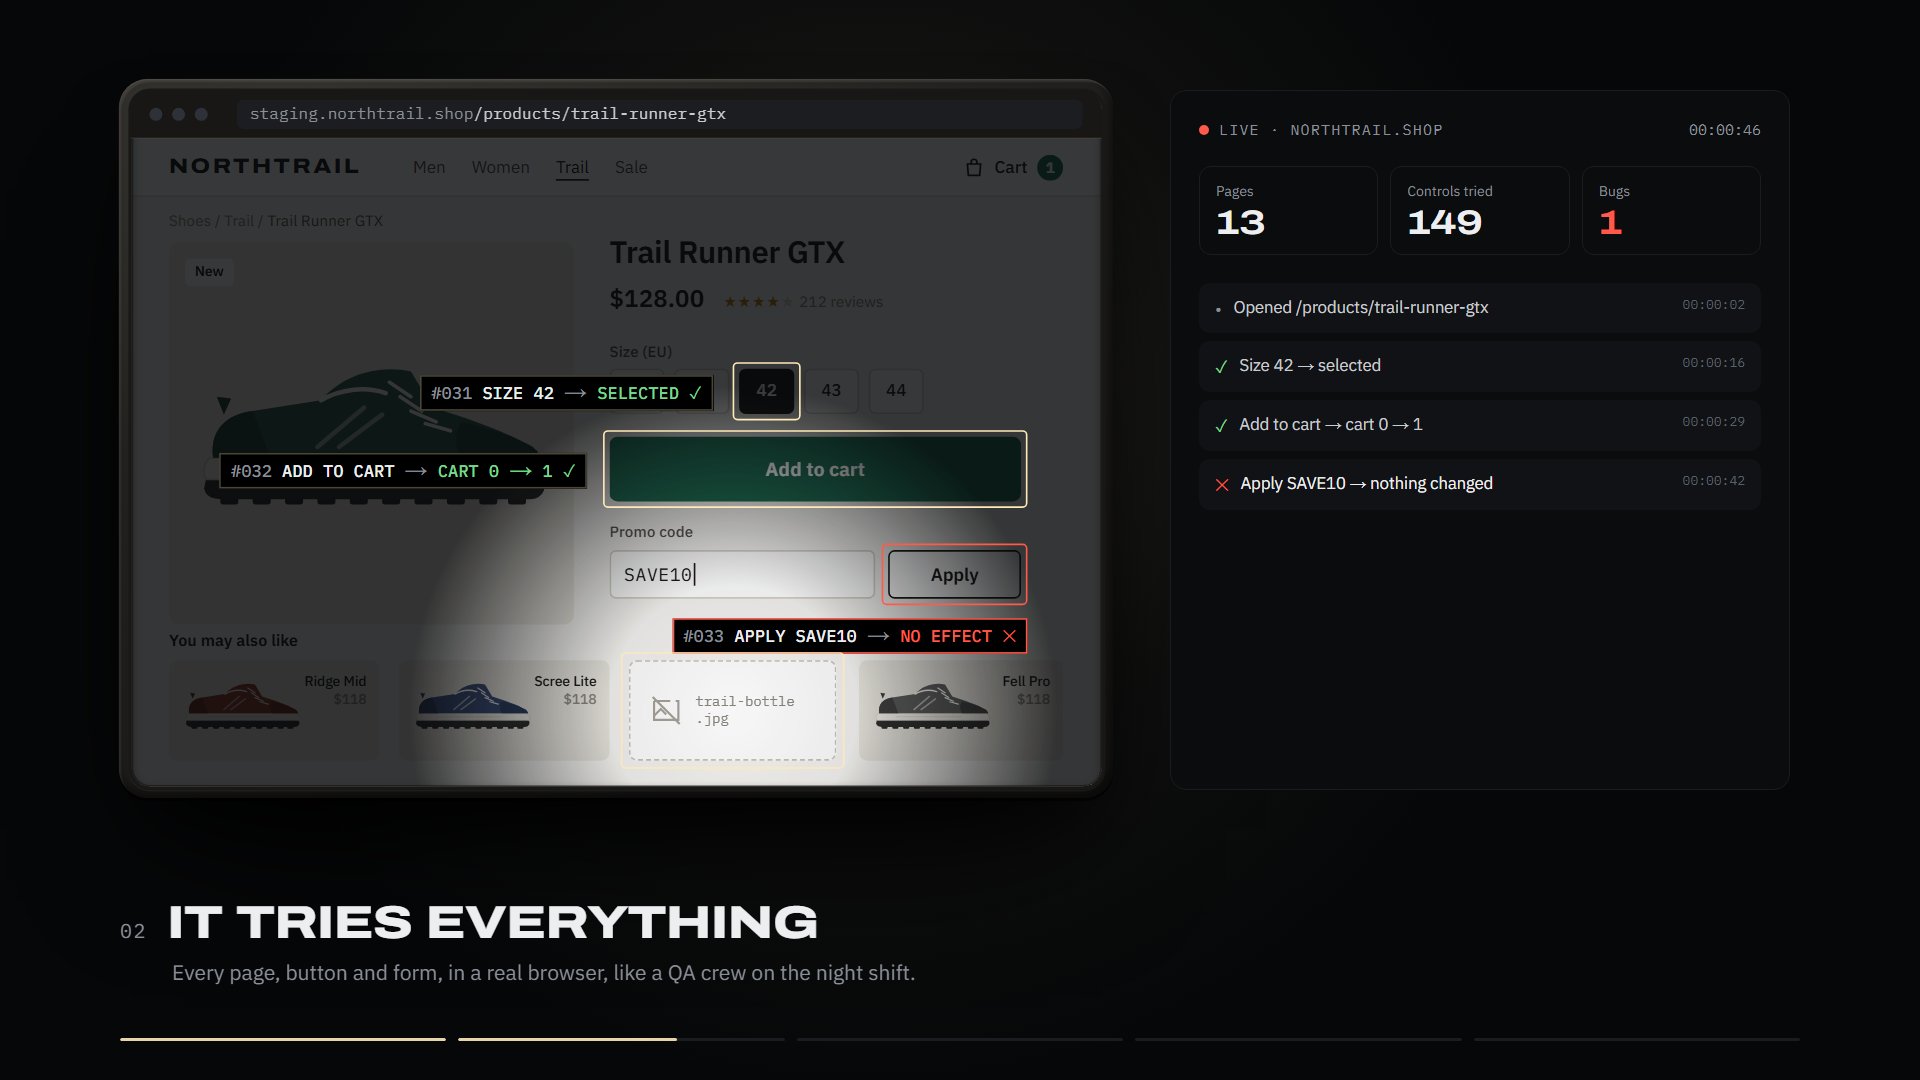 staging.northtrail.shop/products/trail-runner-gtx
NORTHTRAIL
Men
Women
Trail
Sale
Cart
1
Shoes / Trail / Trail Runner GTX
New
Trail Runner GTX
$128.00
★★★★★ 212 reviews
Size (EU)
42
43
44
#031 SIZE 42 → SELECTED ✓
#032 ADD TO CART → CART 0 → 1 ✓
Add to cart
Promo code
SAVE10
Apply
#033 APPLY SAVE10 → NO EFFECT ✕
You may also like
Ridge Mid
$118
Scree Lite
$118
trail-bottle
.jpg
Fell Pro
$118
LIVE · NORTHTRAIL.SHOP
00:00:46
Pages
13
Controls tried
149
Bugs
1
Opened /products/trail-runner-gtx
00:00:02
✓ Size 42 → selected
00:00:16
✓ Add to cart → cart 0 → 1
00:00:29
✕ Apply SAVE10 → nothing changed
00:00:42
02
IT TRIES EVERYTHING
Every page, button and form, in a real browser, like a QA crew on the night shift.